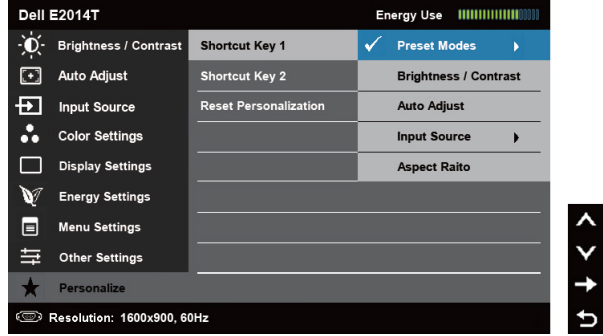 Dell E2014T
Energy Use
Brightness / Contrast
Auto Adjust
Input Source
Color Settings
Display Settings
Energy Settings
Menu Settings
Other Settings
Personalize
Shortcut Key 1
Shortcut Key 2
Reset Personalization
Preset Modes
Brightness / Contrast
Auto Adjust
Input Source
Aspect Raito
Resolution: 1600x900, 60Hz